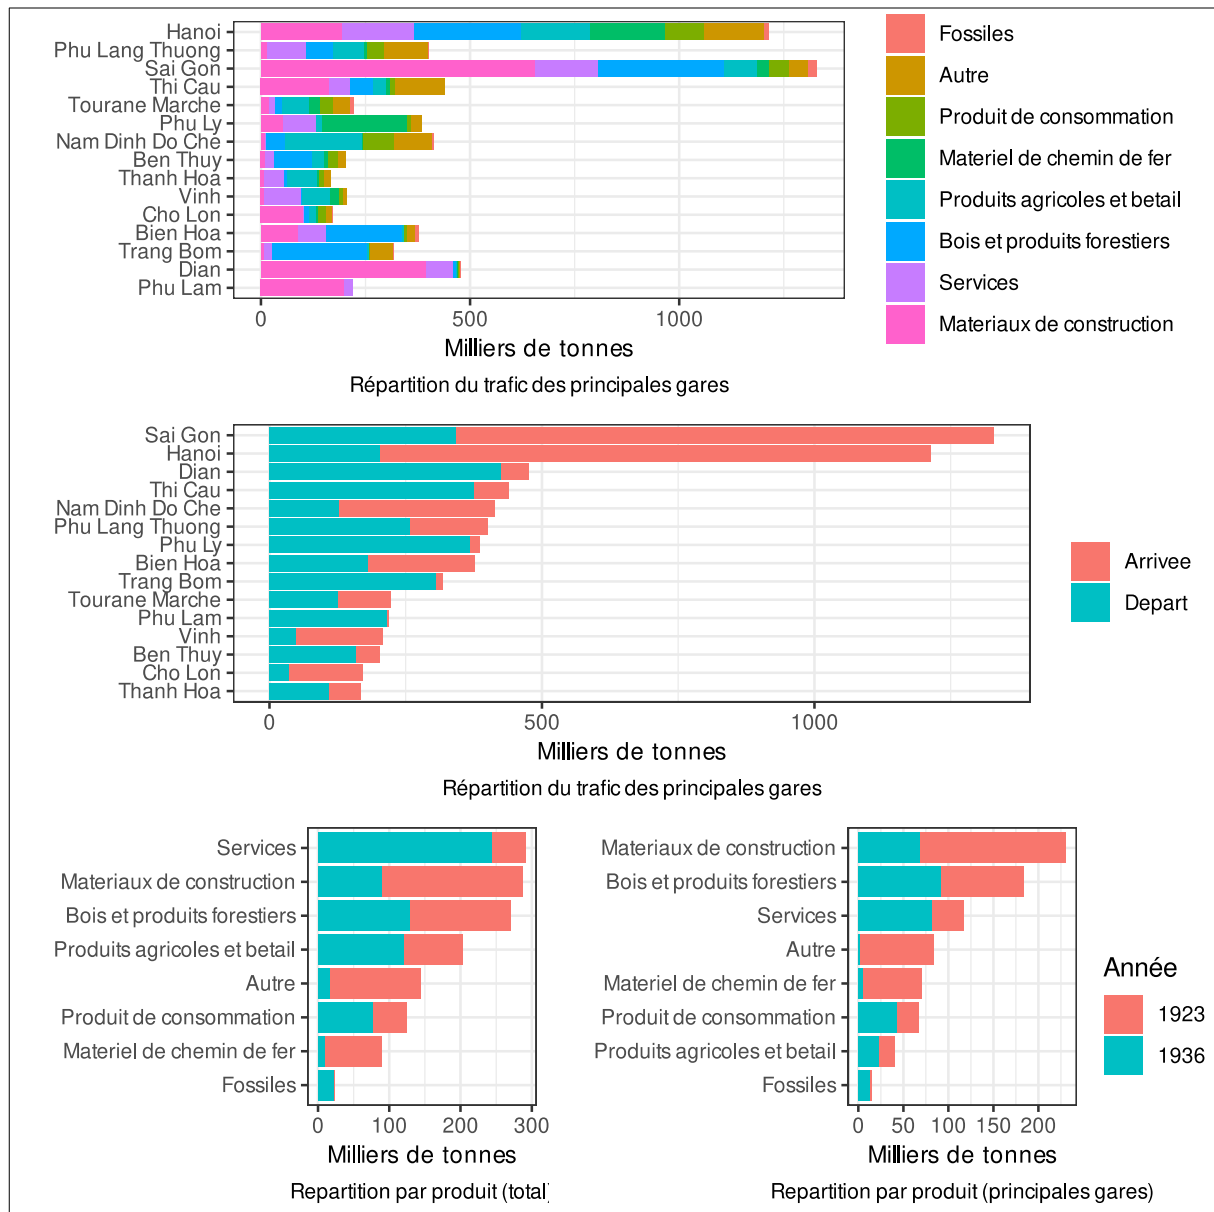 Hanoi
Phu Lang Thuong
Sai Gon
Thi Cau
Tourane Marche
Phu Ly
Nam Dinh Do Che
Ben Thuy
Thanh Hoa
Vinh
Cho Lon
Bien Hoa
Trang Bom
Dian
Phu Lam
0 500 1000
Milliers de tonnes
Répartition du trafic des principales gares
Fossiles
Autre
Produit de consommation
Materiel de chemin de fer
Produits agricoles et betail
Bois et produits forestiers
Services
Materiaux de construction
Sai Gon
Hanoi
Dian
Thi Cau
Nam Dinh Do Che
Phu Lang Thuong
Phu Ly
Bien Hoa
Trang Bom
Tourane Marche
Phu Lam
Vinh
Ben Thuy
Cho Lon
Thanh Hoa
0 500 1000
Milliers de tonnes
Répartition du trafic des principales gares
Arrivee
Depart
Services
Materiaux de construction
Bois et produits forestiers
Produits agricoles et betail
Autre
Produit de consommation
Materiel de chemin de fer
Fossiles
0 100 200 300
Milliers de tonnes
Repartition par produit (total)
Materiaux de construction
Bois et produits forestiers
Services
Autre
Materiel de chemin de fer
Produit de consommation
Produits agricoles et betail
Fossiles
0 50 100 150 200
Milliers de tonnes
Repartition par produit (principales gares)
Année
1923
1936